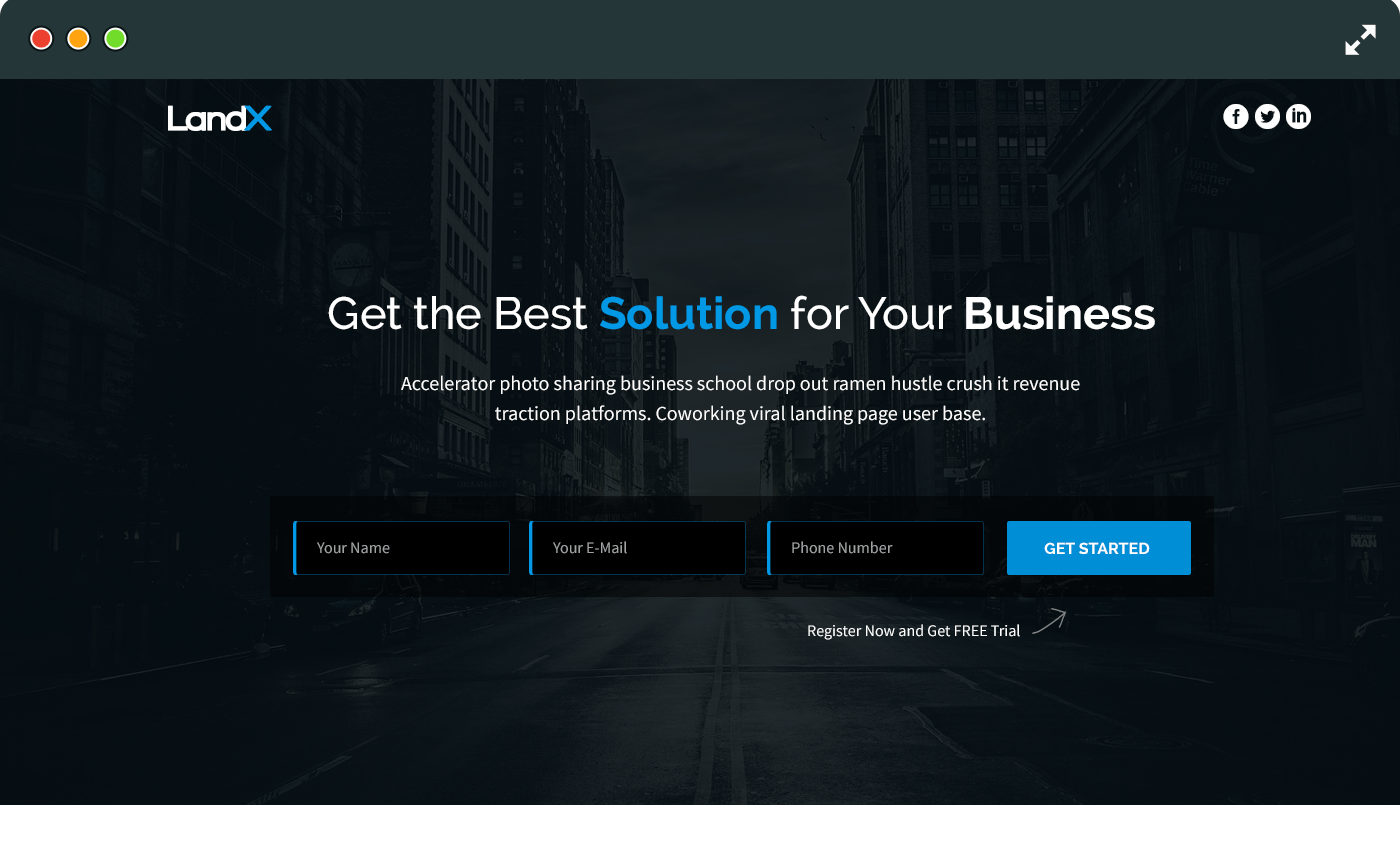 LandX
Get the Best Solution for Your Business
Accelerator photo sharing business school drop out ramen hustle crush it revenue
traction platforms. Coworking viral landing page user base.
Your Name
Your E-Mail
Phone Number
GET STARTED
Register Now and Get FREE Trial